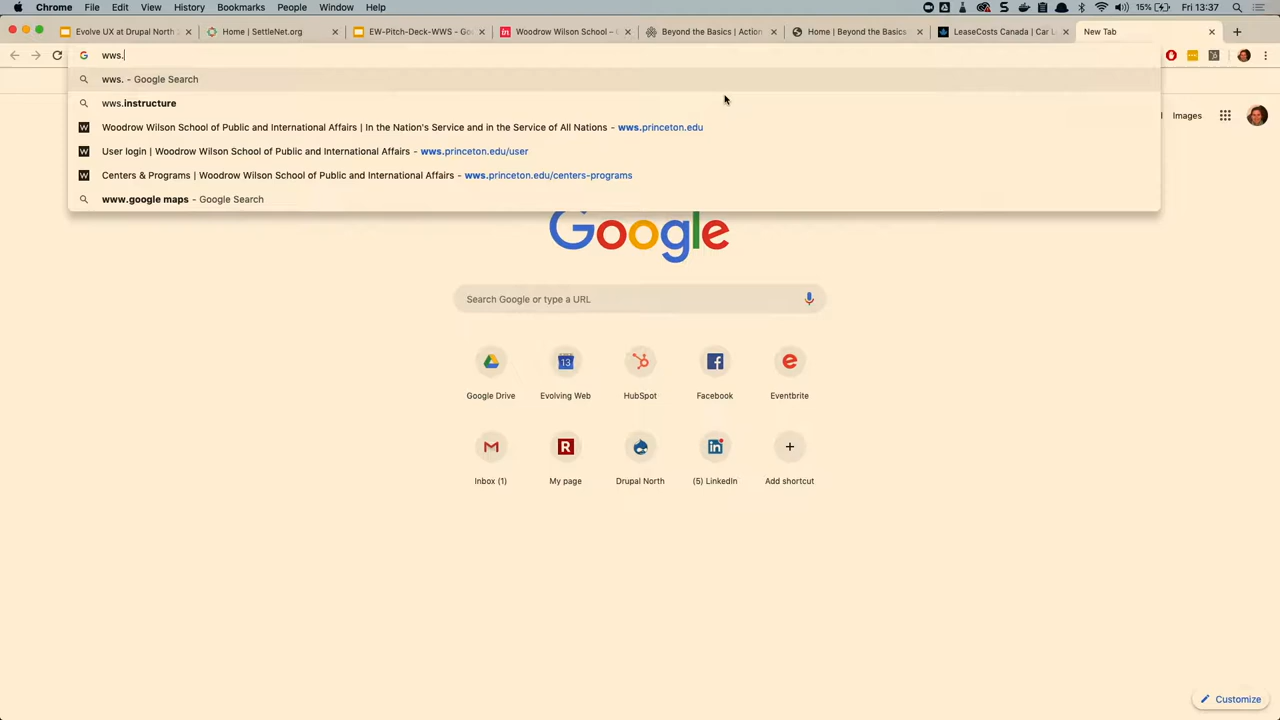 Chrome File Edit View History Bookmarks People Window Help 15% Fri 13:37
Evolve UX at Drupal North Home | SettleNet.org EW-Pitch-Deck-WWS - Go Woodrow Wilson School - Beyond the Basics | Action Home | Beyond the Basics LeaseCosts Canada | Car L New Tab
wws.
wws. - Google Search
wws.instructure
Woodrow Wilson School of Public and International Affairs | In the Nation's Service and in the Service of All Nations - wws.princeton.edu
Images
User login | Woodrow Wilson School of Public and International Affairs - wws.princeton.edu/user
Centers & Programs | Woodrow Wilson School of Public and International Affairs - wws.princeton.edu/centers-programs
www.google maps - Google Search
Google
Search Google or type a URL
13
Google Drive Evolving Web HubSpot Facebook Eventbrite
Inbox (1) My page Drupal North (5) LinkedIn Add shortcut
Customize